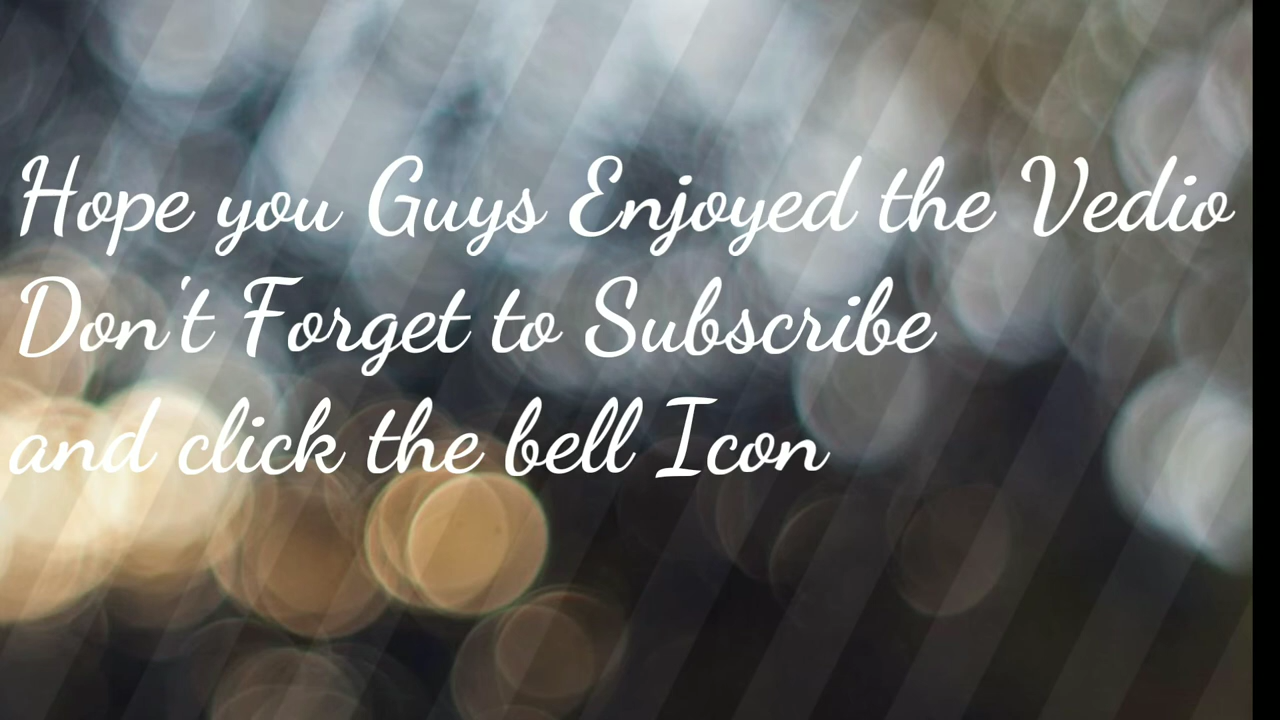 Hope you Guys Enjoyed the Vedio
Don't Forget to Subscribe
and click the bell Icon